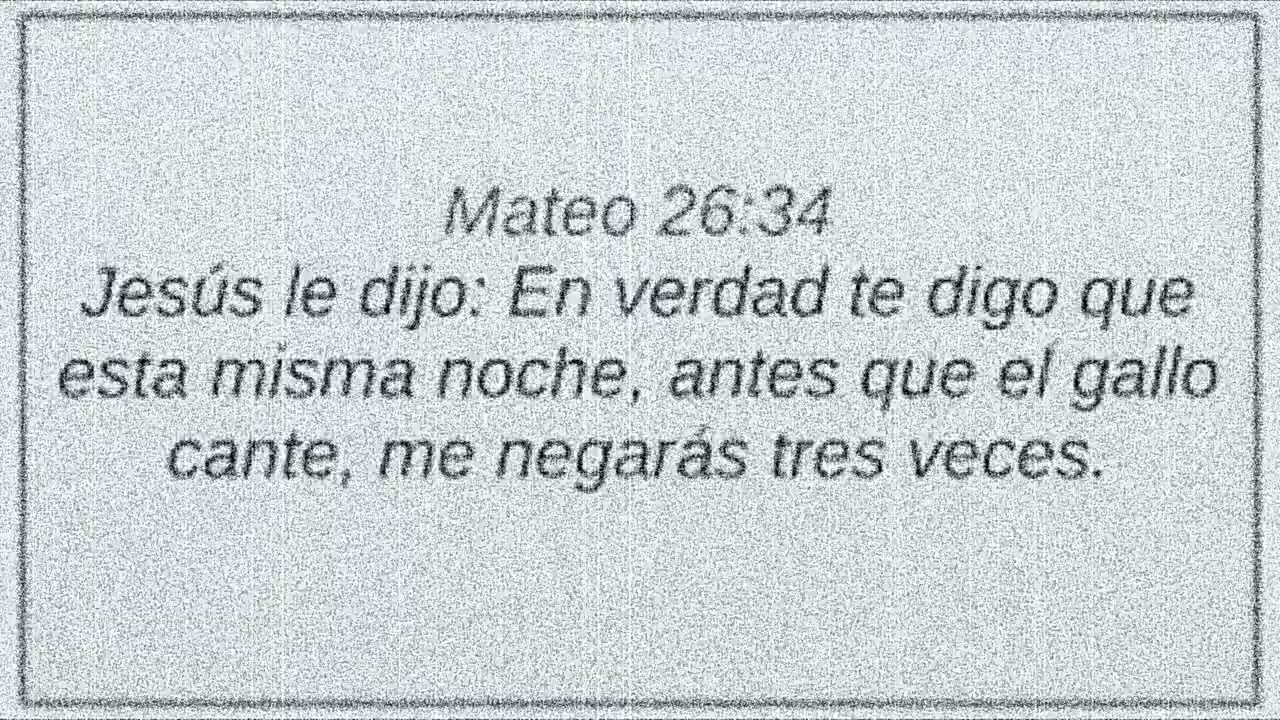 Mateo 26:34
Jesús le dijo: En verdad te digo que
esta misma noche, antes que el gallo
cante, me negarás tres veces.